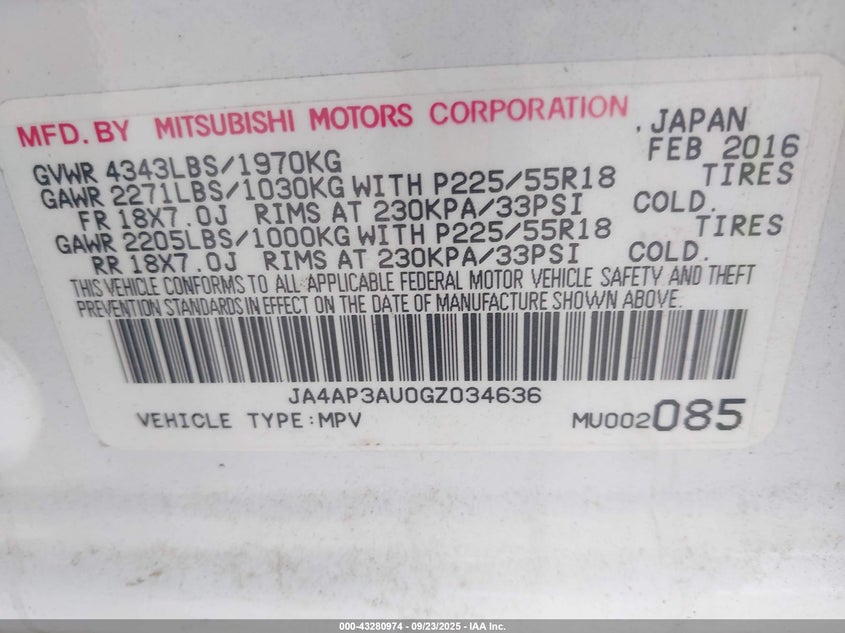 MFD. BY MITSUBISHI MOTORS CORPORATION , JAPAN
GVWR 4343LBS/1970KG FEB 2016
GAWR 2271LBS/1030KG WITH P225/55R18 TIRES
FR 18X7.0J RIMS AT 230KPA/33PSI COLD.
GAWR 2205LBS/1000KG WITH P225/55R18 TIRES
RR 18X7.0J RIMS AT 230KPA/33PSI COLD.
THIS VEHICLE CONFORMS TO ALL APPLICABLE FEDERAL MOTOR VEHICLE SAFETY AND THEFT
PREVENTION STANDARDS IN EFFECT ON THE DATE OF MANUFACTURE SHOWN ABOVE.
JA4AP3AU0GZ034636
VEHICLE TYPE:MPV MU002085
000-43280974 - 09/23/2025 - IAA Inc.